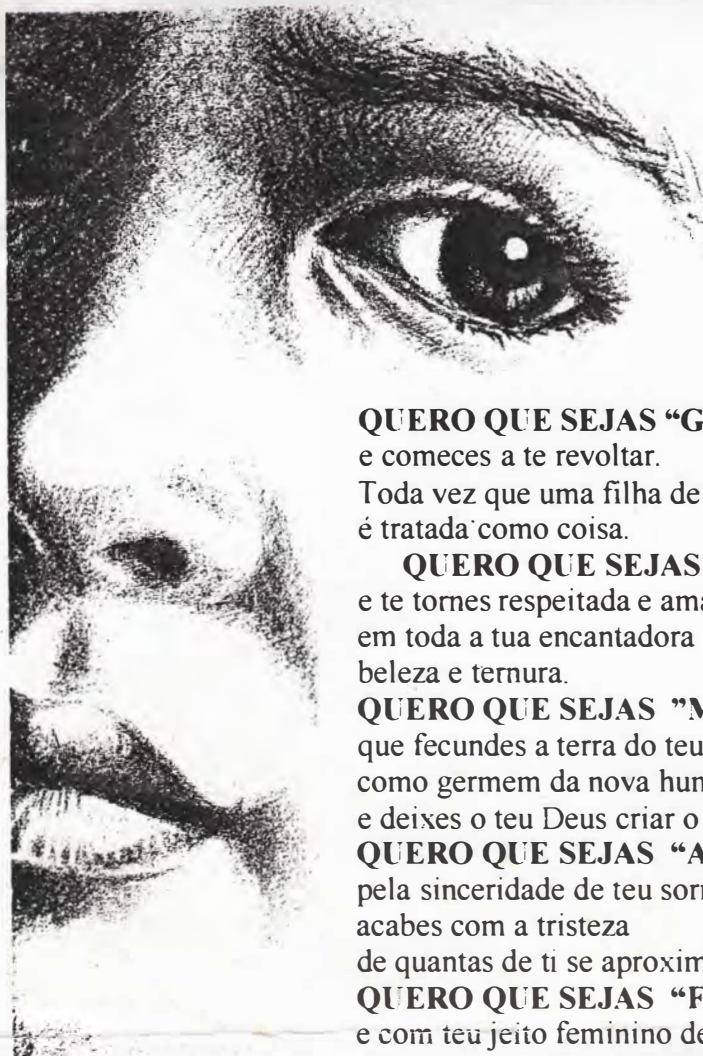 QUERO QUE SEJAS “G
e comeces a te revoltar.
Toda vez que uma filha de
é tratada como coisa.
QUERO QUE SEJAS
e te tornes respeitada e ama
em toda a tua encantadora
beleza e ternura.
QUERO QUE SEJAS ”M
que fecundes a terra do teu
como germem da nova hum
e deixes o teu Deus criar o
QUERO QUE SEJAS “A
pela sinceridade de teu sorr
acabes com a tristeza
de quantas de ti se aproxim
QUERO QUE SEJAS “F
e com teu jeito feminino de